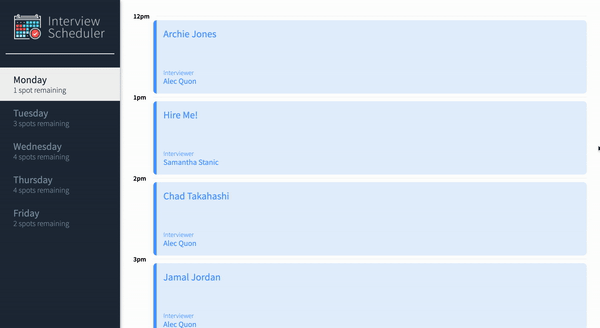 Interview
Scheduler
Monday
1 spot remaining
Tuesday
3 spots remaining
Wednesday
4 spots remaining
Thursday
4 spots remaining
Friday
2 spots remaining
12pm
Archie Jones
Interviewer
Alec Quon
1pm
Hire Me!
Interviewer
Samantha Stanic
2pm
Chad Takahashi
Interviewer
Alec Quon
3pm
Jamal Jordan
Interviewer
Alec Quon